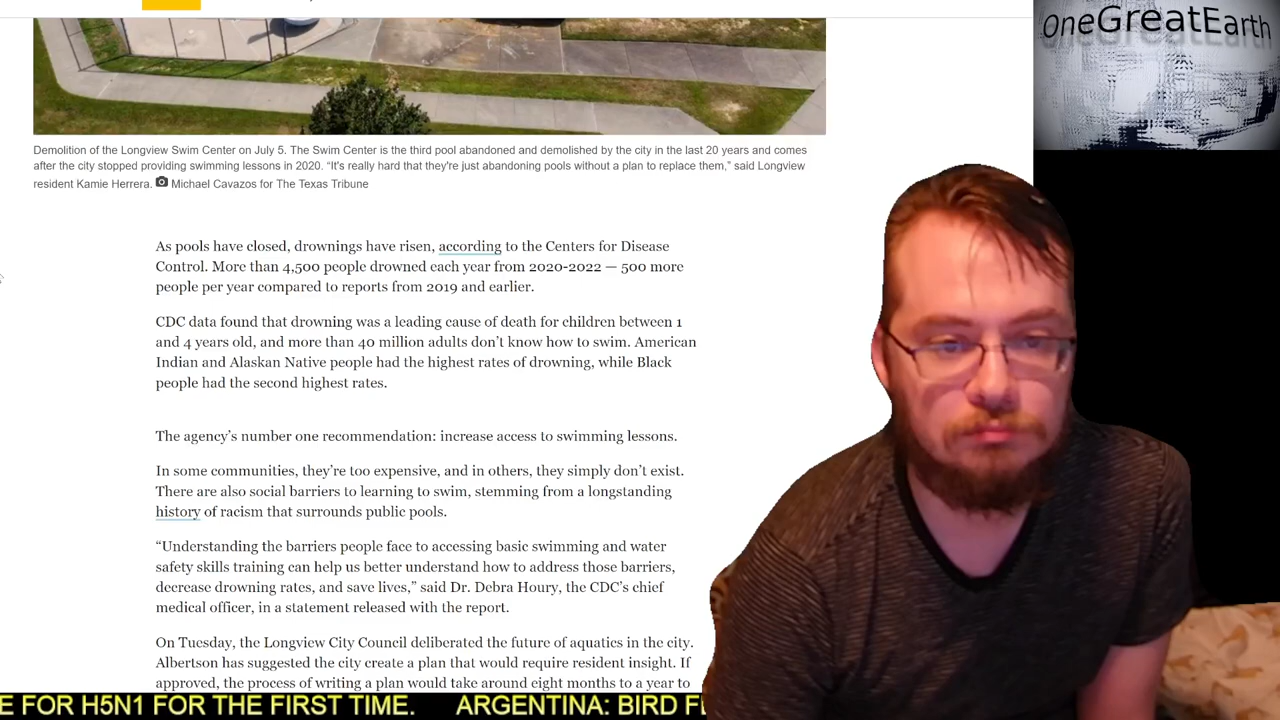 OneGreatEarth
Demolition of the Longview Swim Center on July 5. The Swim Center is the third pool abandoned and demolished by the city in the last 20 years and comes
after the city stopped providing swimming lessons in 2020. “It's really hard that they're just abandoning pools without a plan to replace them,” said Longview
resident Kamie Herrera. Michael Cavazos for The Texas Tribune
As pools have closed, drownings have risen, according to the Centers for Disease
Control. More than 4,500 people drowned each year from 2020-2022 — 500 more
people per year compared to reports from 2019 and earlier.
CDC data found that drowning was a leading cause of death for children between 1
and 4 years old, and more than 40 million adults don’t know how to swim. American
Indian and Alaskan Native people had the highest rates of drowning, while Black
people had the second highest rates.
The agency’s number one recommendation: increase access to swimming lessons.
In some communities, they’re too expensive, and in others, they simply don’t exist.
There are also social barriers to learning to swim, stemming from a longstanding
history of racism that surrounds public pools.
“Understanding the barriers people face to accessing basic swimming and water
safety skills training can help us better understand how to address those barriers,
decrease drowning rates, and save lives,” said Dr. Debra Houry, the CDC’s chief
medical officer, in a statement released with the report.
On Tuesday, the Longview City Council deliberated the future of aquatics in the city.
Albertson has suggested the city create a plan that would require resident insight. If
approved, the process of writing a plan would take around eight months to a year to
E FOR H5N1 FOR THE FIRST TIME. ARGENTINA: BIRD F